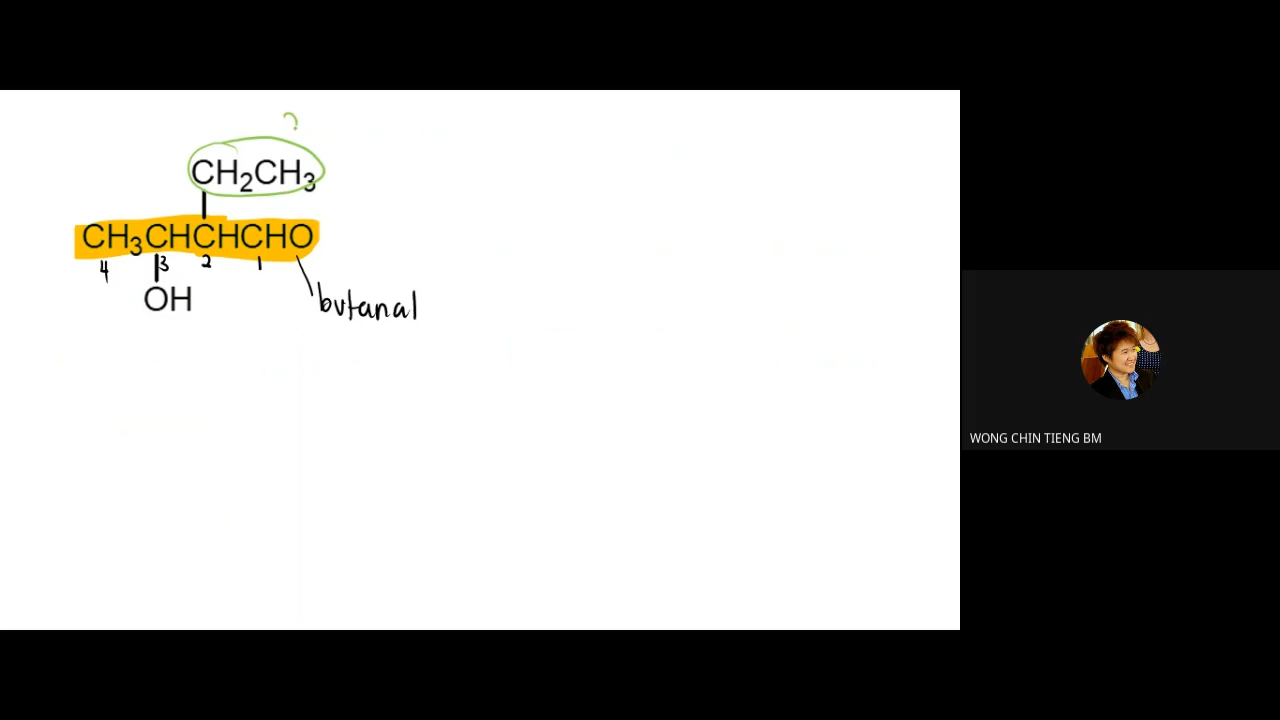 ?
CH2CH3
CH3CHCHCHO
4 3 2 1
OH
butanal
WONG CHIN TIENG BM